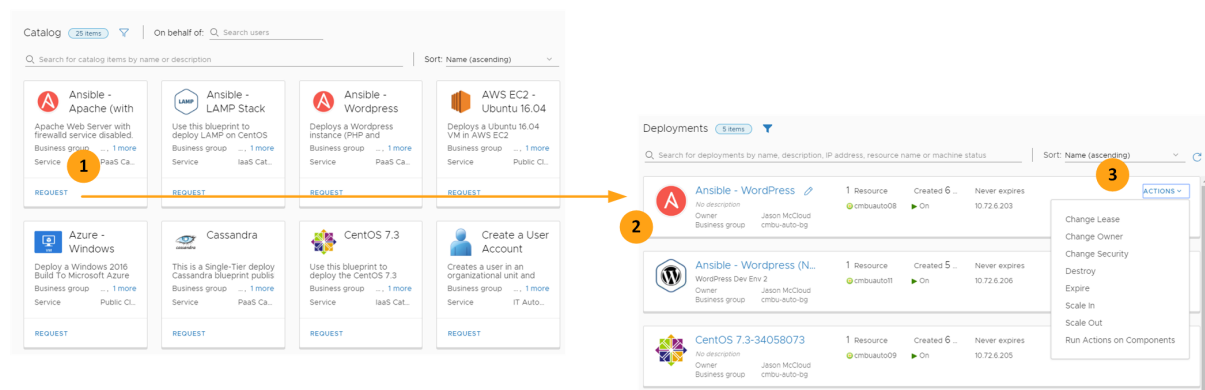 Catalog 25 items On behalf of: Search users
Search for catalog items by name or description Sort: Name (ascending)
Ansible -
Apache (with
Apache Web Server with
firewalld service disabled.
Business group ..., 1 more
Service PaaS Ca...
REQUEST
Ansible -
LAMP Stack
LAMP
Use this blueprint to
deploy LAMP on CentOS
Business group ..., 1 more
Service IaaS Cat...
REQUEST
Ansible -
Wordpress
Deploys a Wordpress
instance (PHP and
Business group ..., 1 more
Service PaaS Ca...
REQUEST
AWS EC2 -
Ubuntu 16.04
Deploys a Ubuntu 16.04
VM in AWS EC2
Business group ..., 1 more
Service Public Cl...
REQUEST
1
Azure -
Windows
Deploy a Windows 2016
Build To Microsoft Azure
Business group ..., 1 more
Service Public Cl...
REQUEST
Cassandra
cassandra
This is a Single-Tier deploy
Cassandra blueprint publis
Business group ..., 1 more
Service PaaS Ca...
REQUEST
CentOS 7.3
Use this blueprint to
deploy the CentOS 7.3
Business group ..., 1 more
Service IaaS Cat...
REQUEST
Create a User
Account
Creates a user in an
organizational unit and
Business group ..., 1 more
Service IT Auto...
REQUEST
Deployments 5 items
Search for deployments by name, description, IP address, resource name or machine status Sort: Name (ascending)
3
2
Ansible - WordPress 1 Resource Created 6 ... Never expires ACTIONS
No description cmbuauto08 On 10.72.6.203
Owner Jason McCloud
Business group cmbu-auto-bg
Change Lease
Change Owner
Change Security
Destroy
Expire
Scale In
Scale Out
Run Actions on Components
Ansible - Wordpress (N... 1 Resource Created 5 ... Never expires
WordPress Dev Env 2 cmbuauto11 On 10.72.6.206
Owner Jason McCloud
Business group cmbu-auto-bg
CentOS 7.3-34058073 1 Resource Created 6 ... Never expires
No description cmbuauto09 On 10.72.6.205
Owner Jason McCloud
Business group cmbu-auto-bg